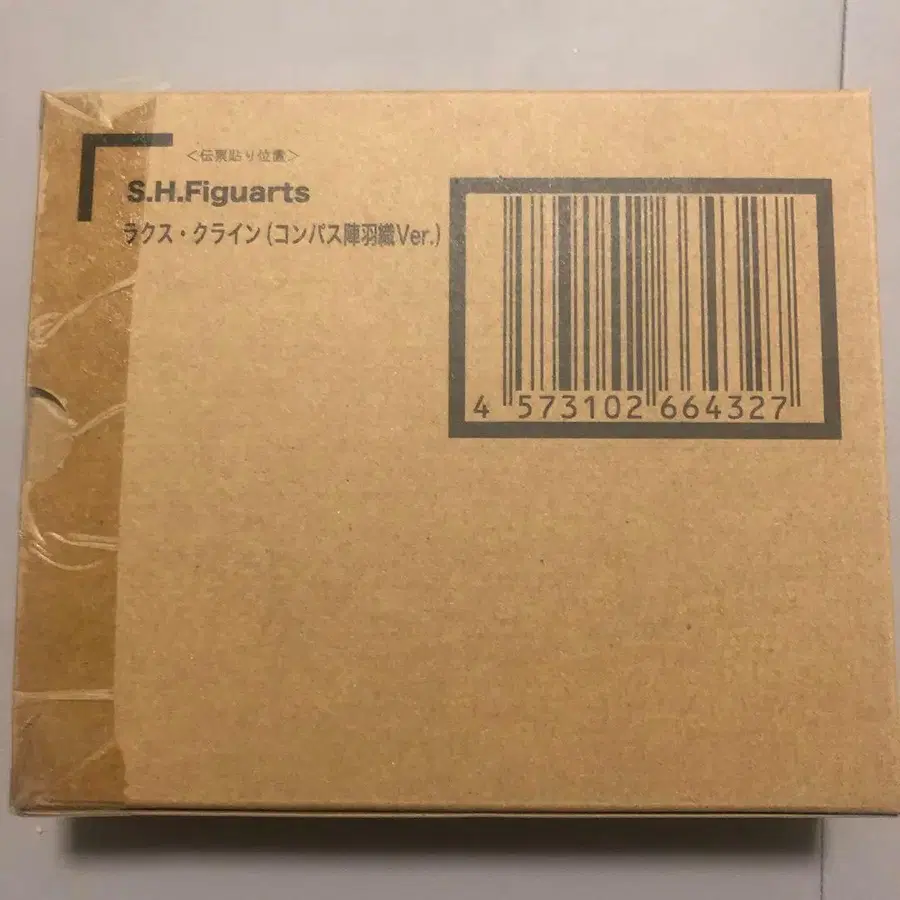 <伝票貼り位置>
S.H.Figuarts
ラクス・クライン(コンパス陣羽織Ver.)
4 573102 664327